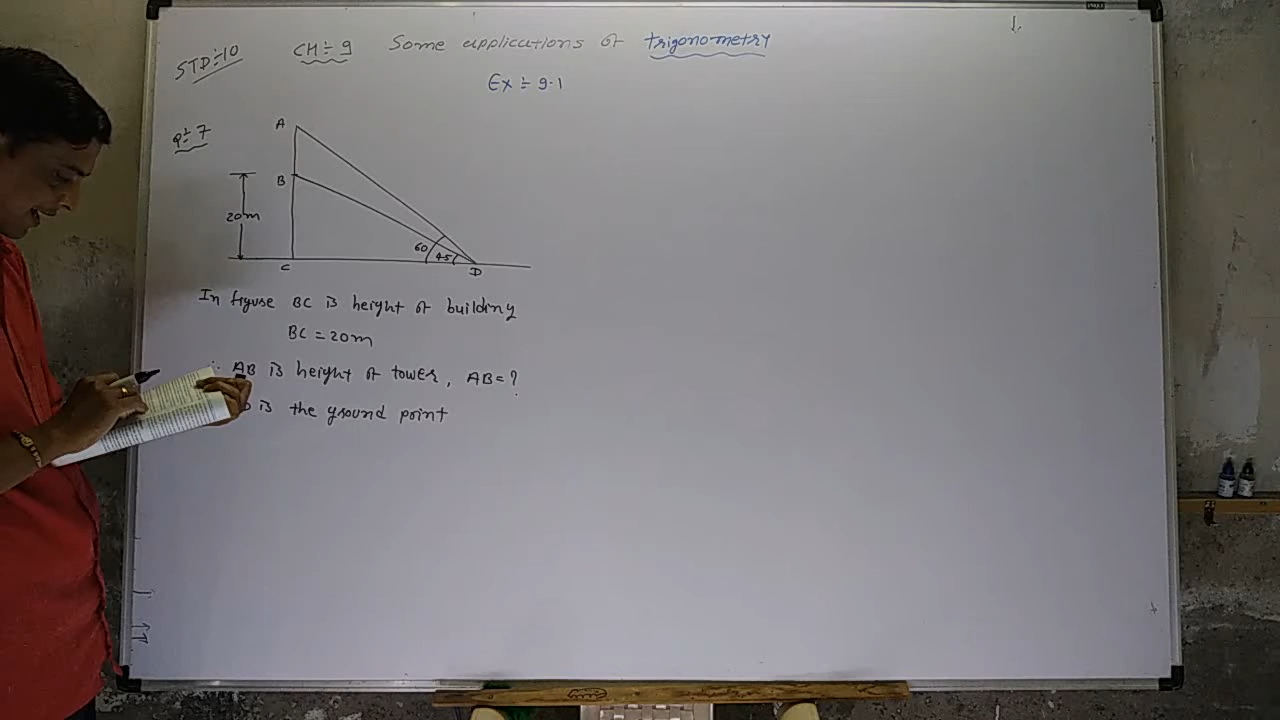 STD÷10
CH÷9 Some applications of trigonometry
Ex÷9.1
Q÷7
A
B
20m
60
45
C
D
In figure BC is height of building
BC=20m
∴ AB is height of tower, AB=?
D is the ground point